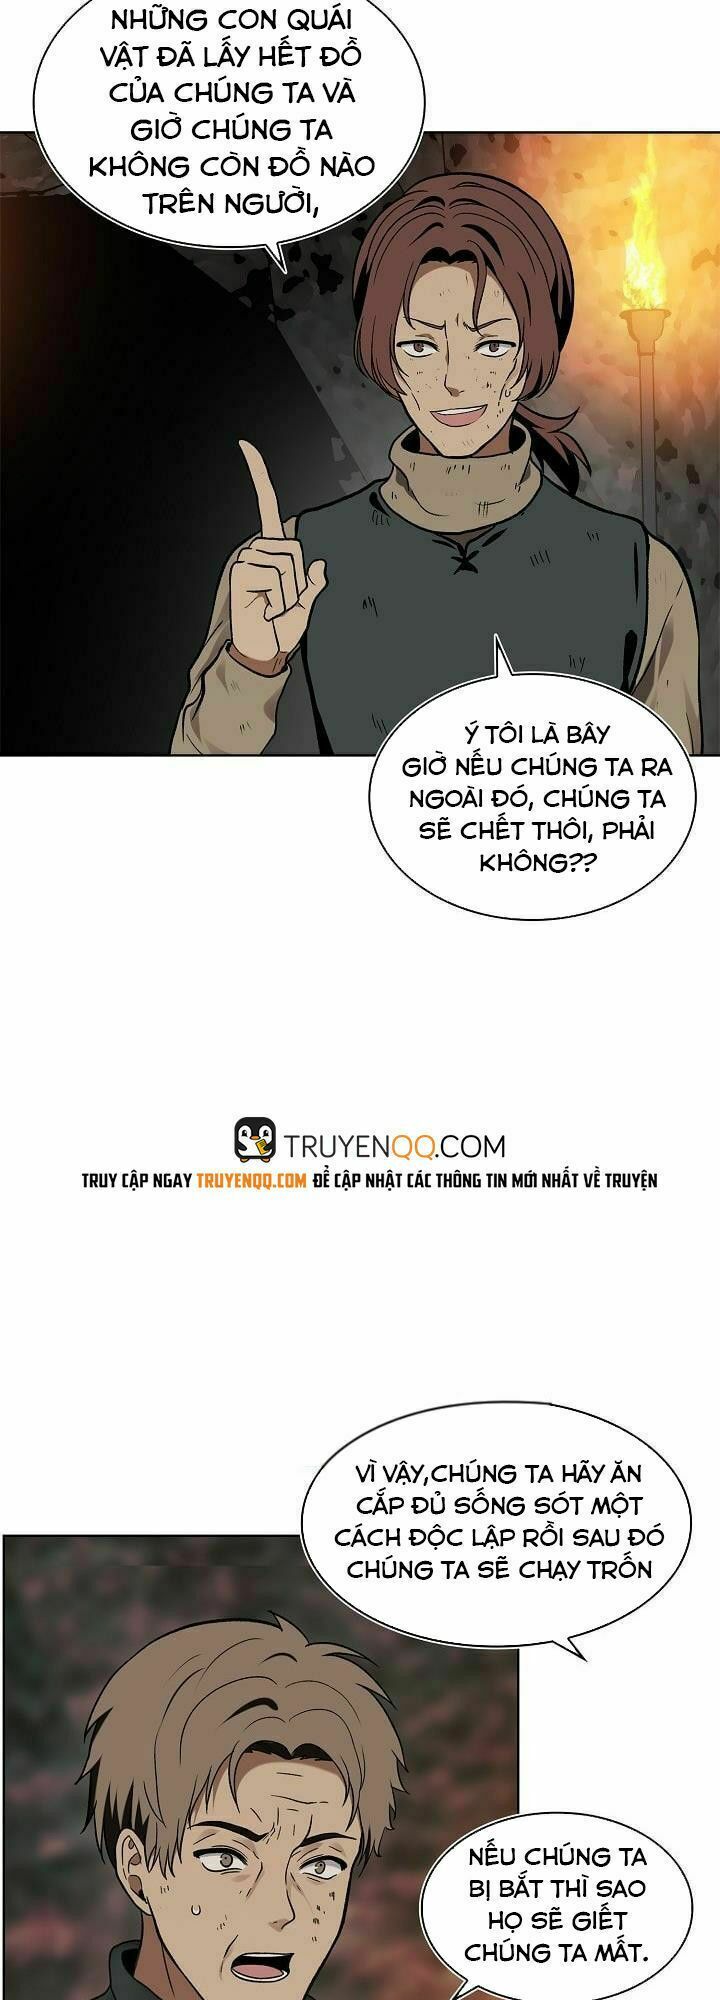 NHỮNG CON QUÁI
VẬT ĐÃ LẤY HẾT ĐỒ
CỦA CHÚNG TA VÀ
GIỜ CHÚNG TA
KHÔNG CÒN ĐỒ NÀO
TRÊN NGƯỜI,
Ý TÔI LÀ BÂY
GIỜ NẾU CHÚNG TA RA
NGOÀI ĐÓ, CHÚNG TA
SẼ CHẾT THÔI, PHẢI
KHÔNG??
TRUYENQQ.COM
TRUY CẬP NGAY TRUYENQQ.COM ĐỂ CẬP NHẬT CÁC THÔNG TIN MỚI NHẤT VỀ TRUYỆN
VÌ VẬY,CHÚNG TA HÃY ĂN
CẮP ĐỦ SỐNG SÓT MỘT
CÁCH ĐỘC LẬP RỒI SAU ĐÓ
CHÚNG TA SẼ CHẠY TRỐN
NẾU CHÚNG TA
BỊ BẮT THÌ SAO
HỌ SẼ GIẾT
CHÚNG TA MẤT.